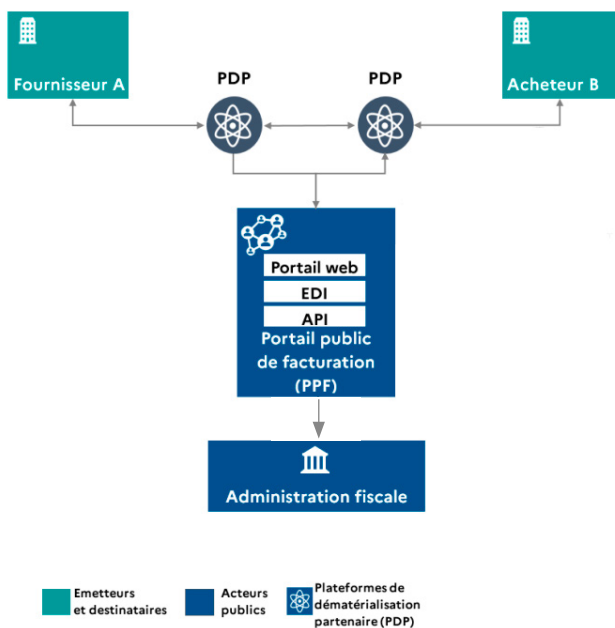 Fournisseur A
PDP
PDP
Acheteur B
Portail web
EDI
API
Portail public
de facturation
(PPF)
Administration fiscale
Emetteurs
et destinataires
Acteurs
publics
Plateformes de
dématérialisation
partenaire (PDP)